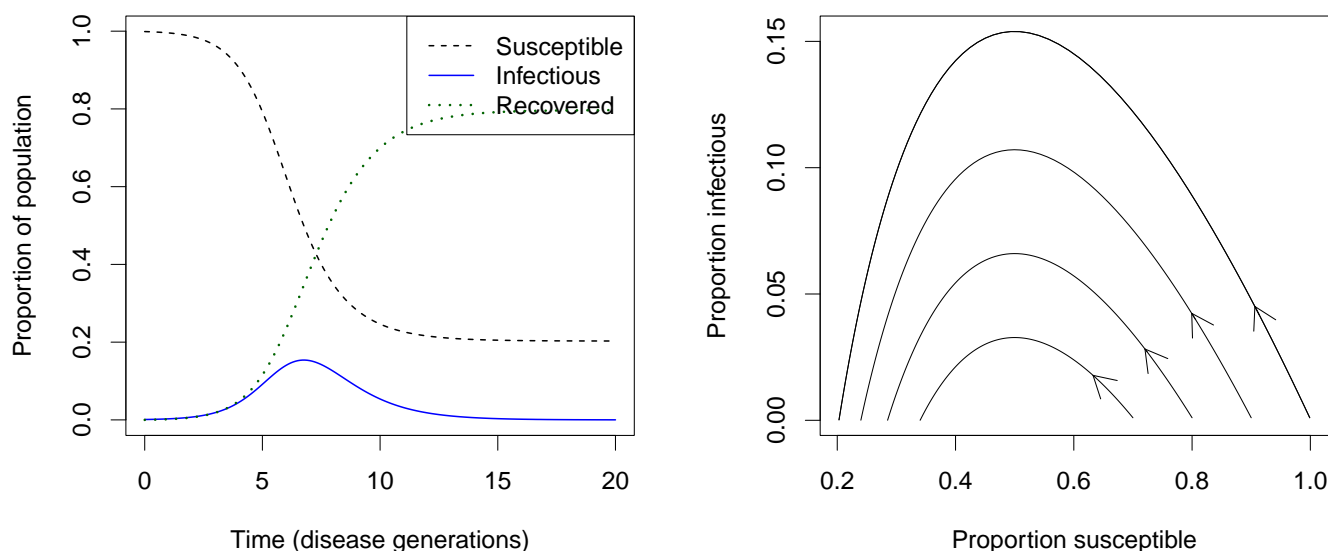 Proportion of population
1.0
0.8
0.6
0.4
0.2
0.0
Susceptible
Infectious
Recovered
0 5 10 15 20
Time (disease generations)
Proportion infectious
0.15
0.10
0.05
0.00
0.2 0.4 0.6 0.8 1.0
Proportion susceptible